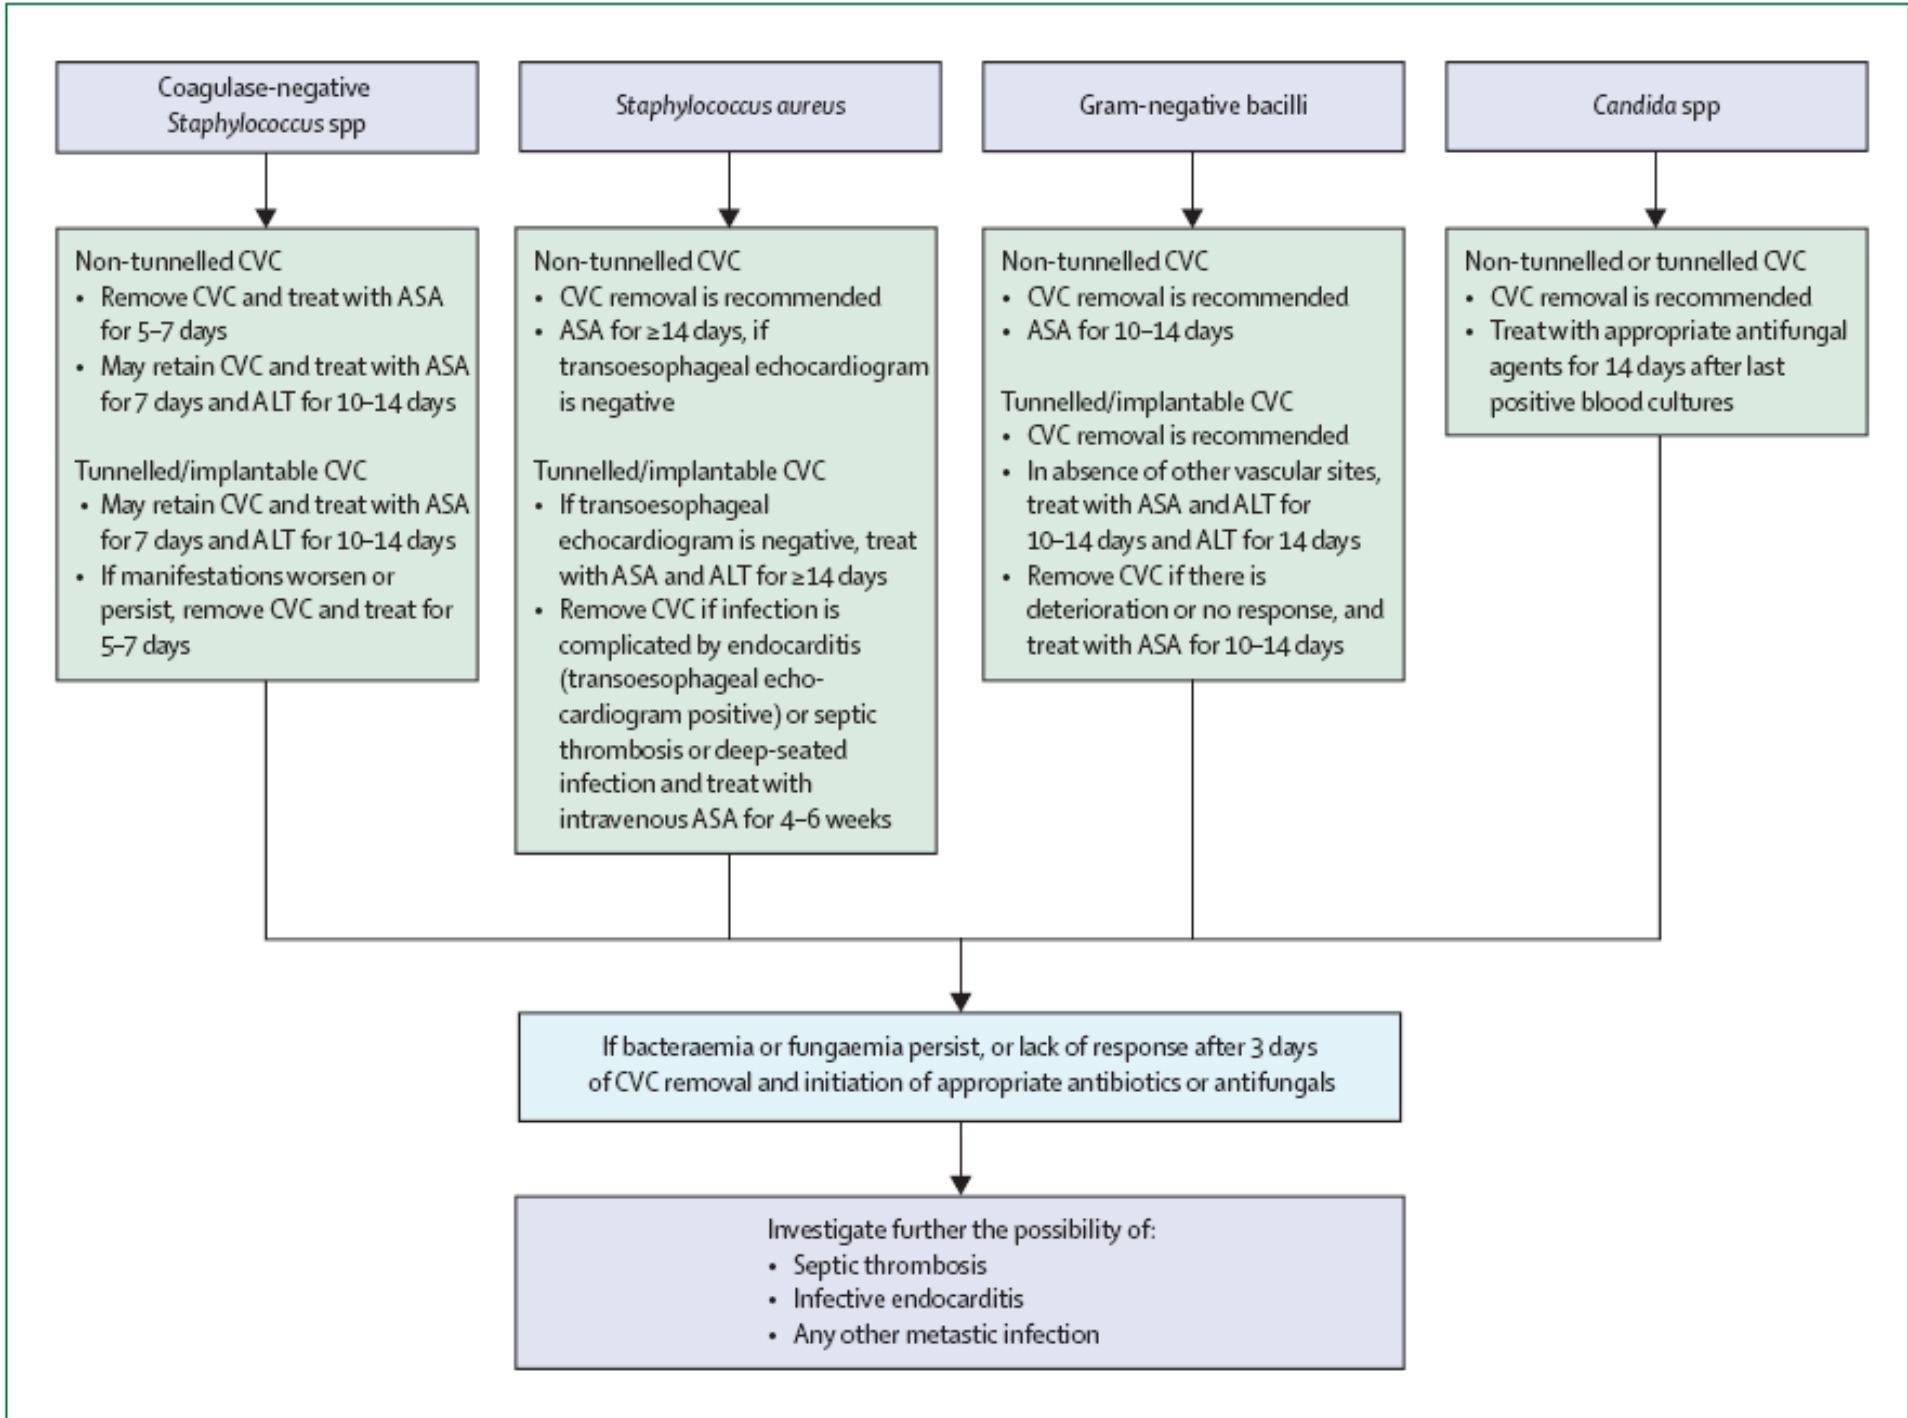 Coagulase-negative
Staphylococcus spp
Staphylococcus aureus
Gram-negative bacilli
Candida spp
Non-tunnelled CVC
• Remove CVC and treat with ASA
for 5–7 days
• May retain CVC and treat with ASA
for 7 days and ALT for 10–14 days
Tunnelled/implantable CVC
• May retain CVC and treat with ASA
for 7 days and ALT for 10–14 days
• If manifestations worsen or
persist, remove CVC and treat for
5–7 days
Non-tunnelled CVC
• CVC removal is recommended
• ASA for ≥14 days, if
transoesophageal echocardiogram
is negative
Tunnelled/implantable CVC
• If transoesophageal
echocardiogram is negative, treat
with ASA and ALT for ≥14 days
• Remove CVC if infection is
complicated by endocarditis
(transoesophageal echo-
cardiogram positive) or septic
thrombosis or deep-seated
infection and treat with
intravenous ASA for 4–6 weeks
Non-tunnelled CVC
• CVC removal is recommended
• ASA for 10–14 days
Tunnelled/implantable CVC
• CVC removal is recommended
• In absence of other vascular sites,
treat with ASA and ALT for
10–14 days and ALT for 14 days
• Remove CVC if there is
deterioration or no response, and
treat with ASA for 10–14 days
Non-tunnelled or tunnelled CVC
• CVC removal is recommended
• Treat with appropriate antifungal
agents for 14 days after last
positive blood cultures
If bacteraemia or fungaemia persist, or lack of response after 3 days
of CVC removal and initiation of appropriate antibiotics or antifungals
Investigate further the possibility of:
• Septic thrombosis
• Infective endocarditis
• Any other metastic infection